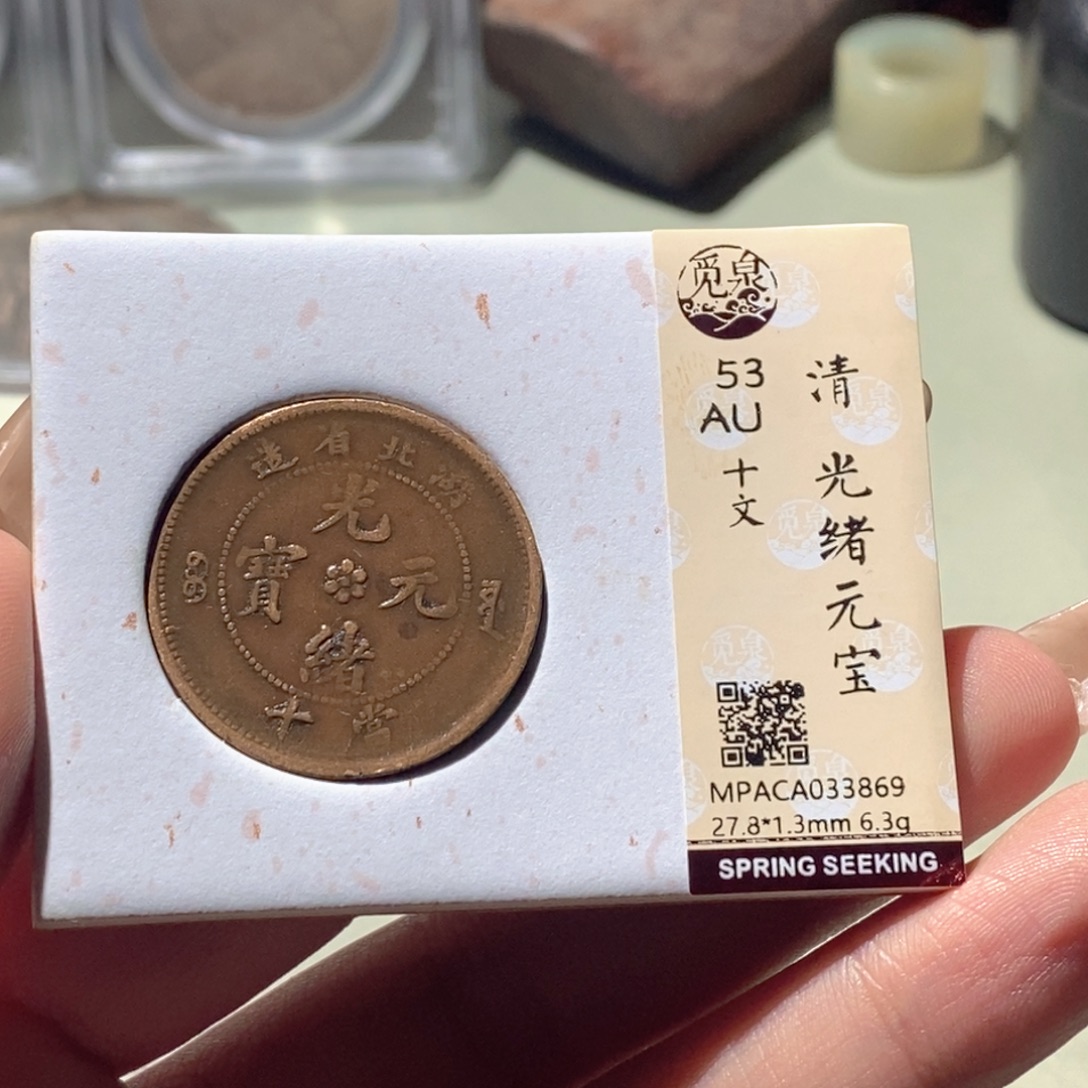 湖北省造
光緒元寶
當十
觅泉
53
AU
十文
清 光绪元宝
MPACA033869
27.8*1.3mm 6.3g
SPRING SEEKING